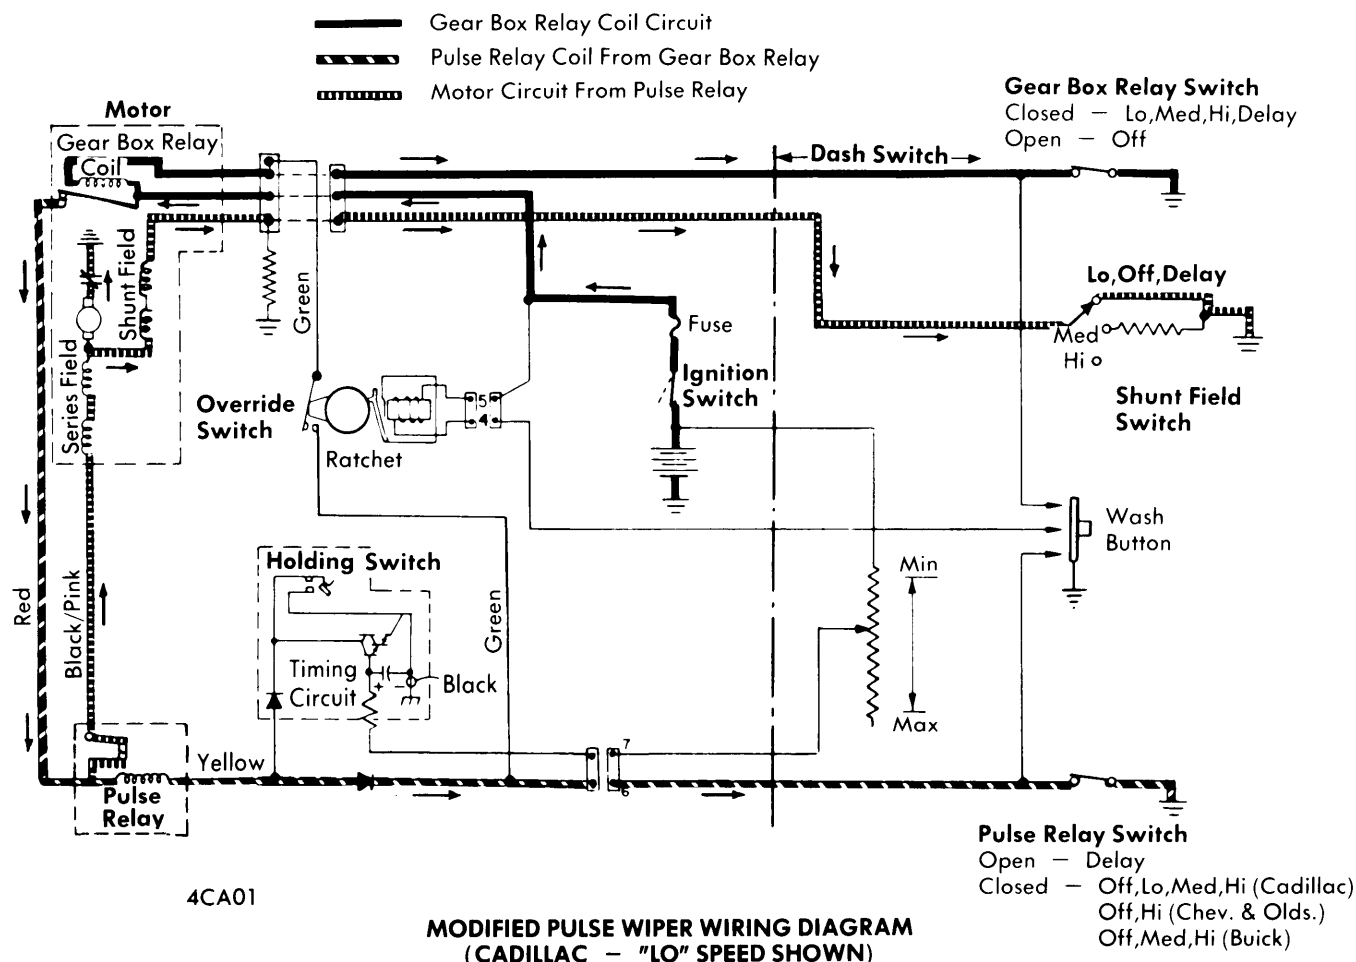 Gear Box Relay Coil Circuit
Pulse Relay Coil From Gear Box Relay
Motor Circuit From Pulse Relay
Gear Box Relay Switch
Closed — Lo,Med,Hi,Delay
Open — Off
Motor
Gear Box Relay
Coil
Dash Switch
Shunt Field
Series Field
Green
Fuse
Ignition
Switch
Lo,Off,Delay
Med
Hi
Shunt Field
Switch
Override
Switch
Ratchet
5
4
Wash
Button
Min
Max
Holding Switch
Timing
Circuit
+
Black
Green
Red
Black/Pink
Yellow
7
6
Pulse
Relay
Pulse Relay Switch
Open — Delay
Closed — Off,Lo,Med,Hi (Cadillac)
Off,Hi (Chev. & Olds.)
Off,Med,Hi (Buick)
4CA01
MODIFIED PULSE WIPER WIRING DIAGRAM
(CADILLAC — "LO" SPEED SHOWN)